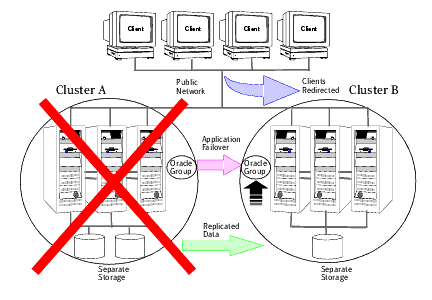 Client Client Client Client
Public
Network
Clients
Redirected
Cluster A
Cluster B
Application
Failover
Oracle
Group
Oracle
Group
Replicated
Data
Separate
Storage
Separate
Storage